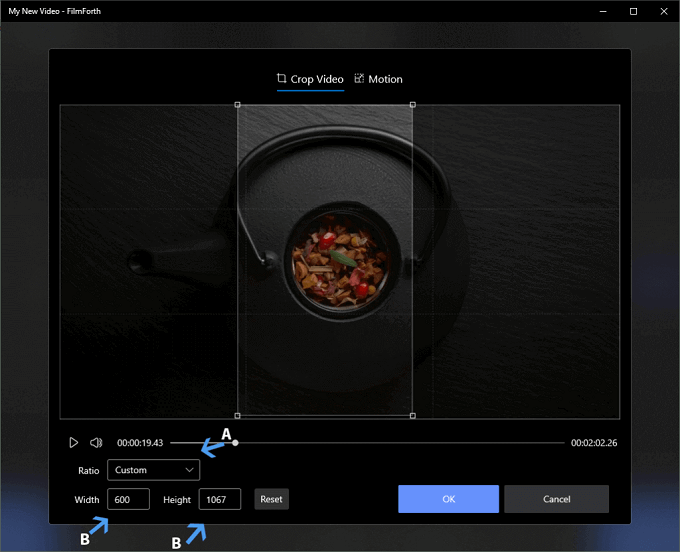 My New Video - FilmForth
Crop Video Motion
00:00:19.43 00:02:02.26
A
Ratio Custom
Width 600 Height 1067 Reset OK Cancel
B B